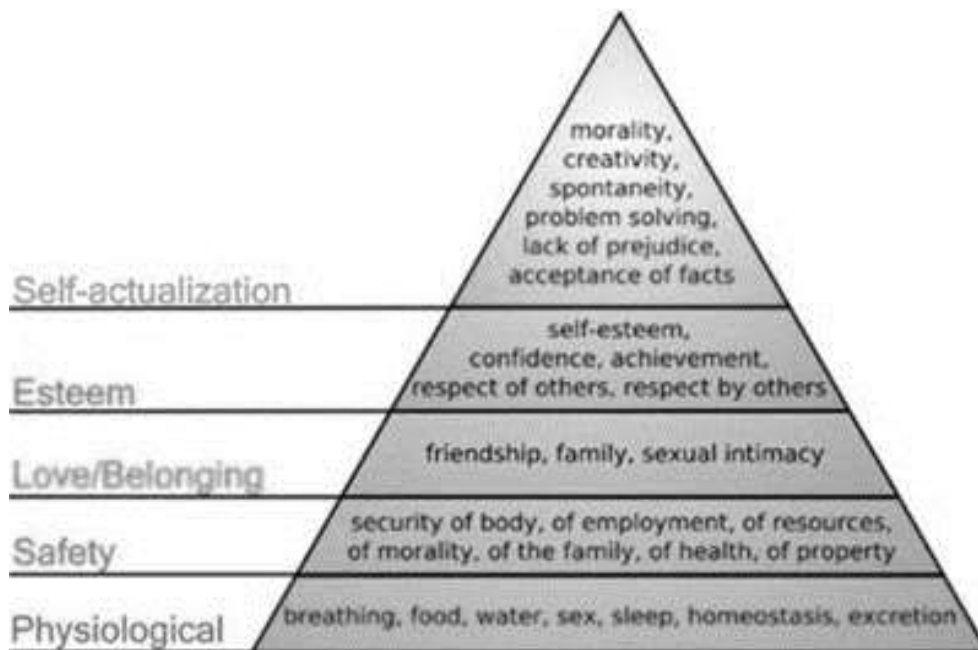 morality,
creativity,
spontaneity,
problem solving,
lack of prejudice,
acceptance of facts
Self-actualization
self-esteem,
confidence, achievement,
respect of others, respect by others
Esteem
friendship, family, sexual intimacy
Love/Belonging
security of body, of employment, of resources,
of morality, of the family, of health, of property
Safety
breathing, food, water, sex, sleep, homeostasis, excretion
Physiological